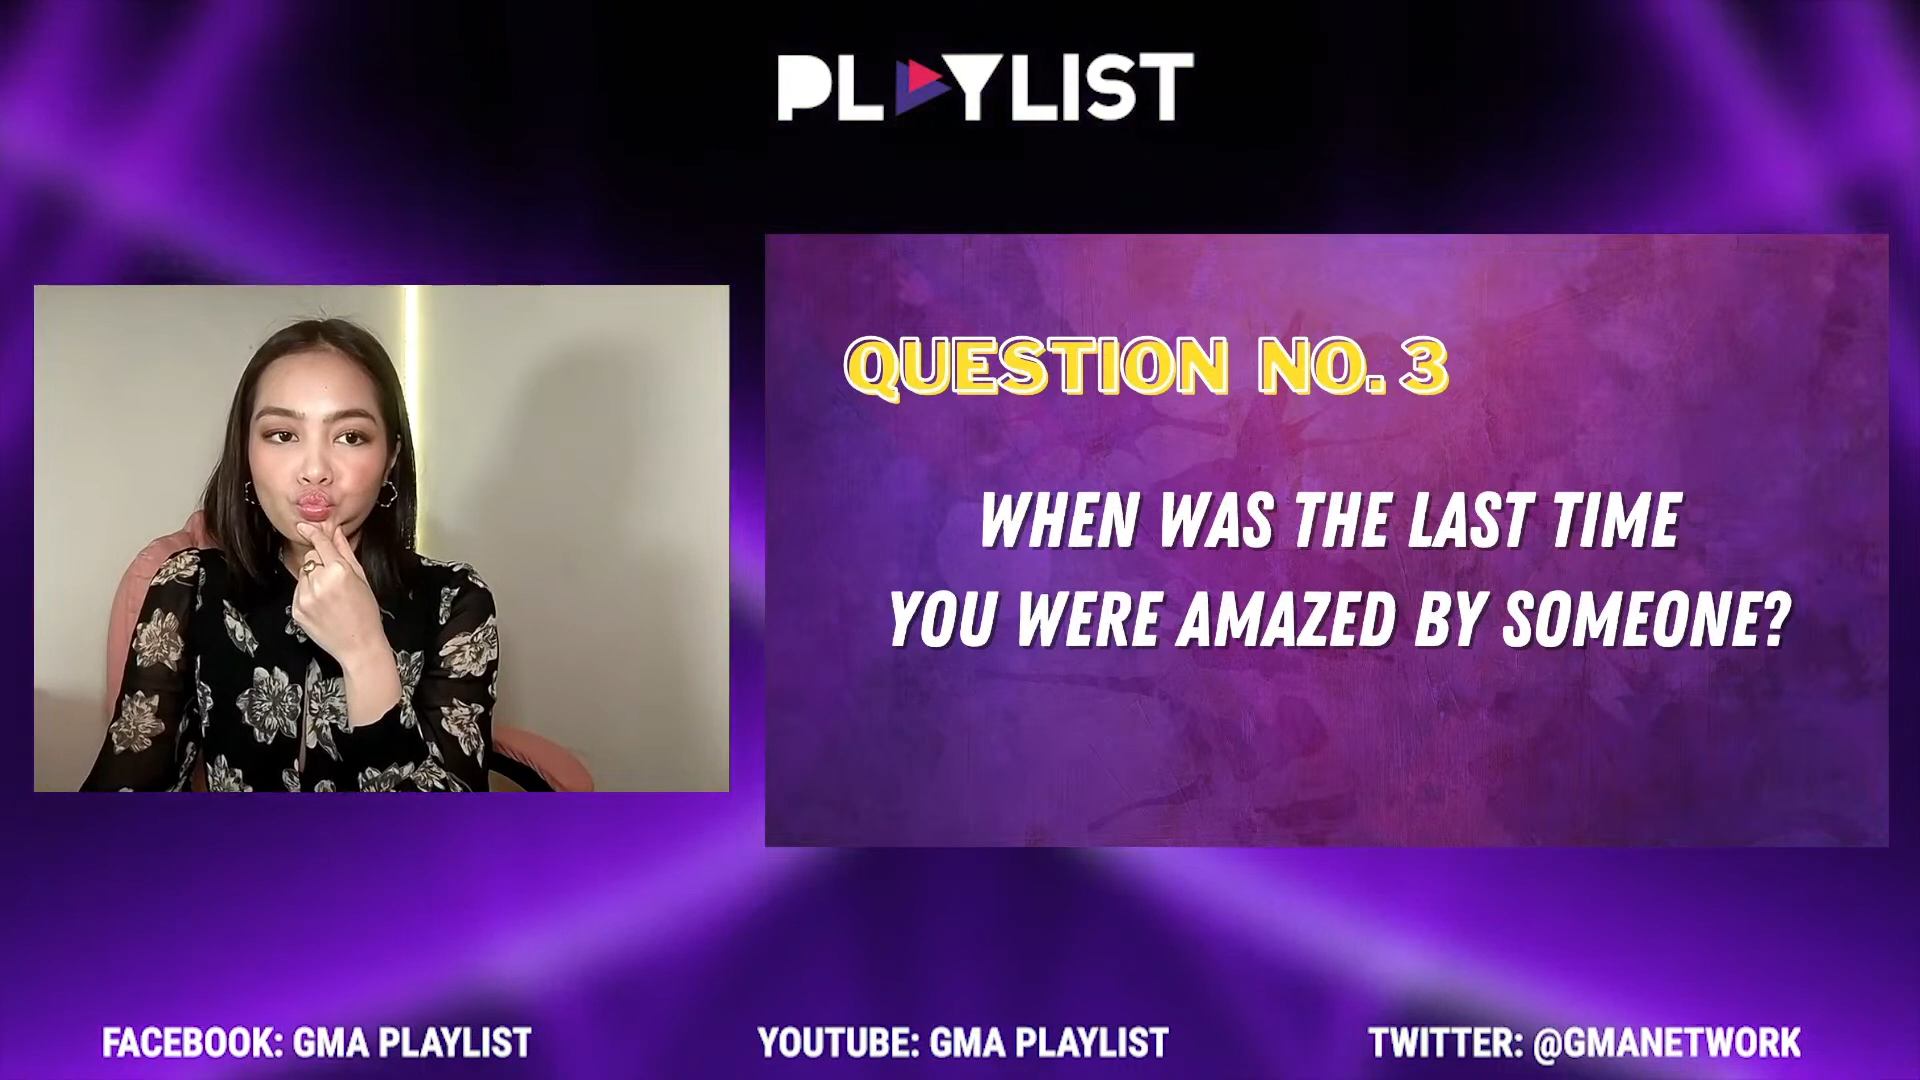 PLAYLIST
QUESTION NO. 3
WHEN WAS THE LAST TIME
YOU WERE AMAZED BY SOMEONE?
FACEBOOK: GMA PLAYLIST
YOUTUBE: GMA PLAYLIST
TWITTER: @GMANETWORK